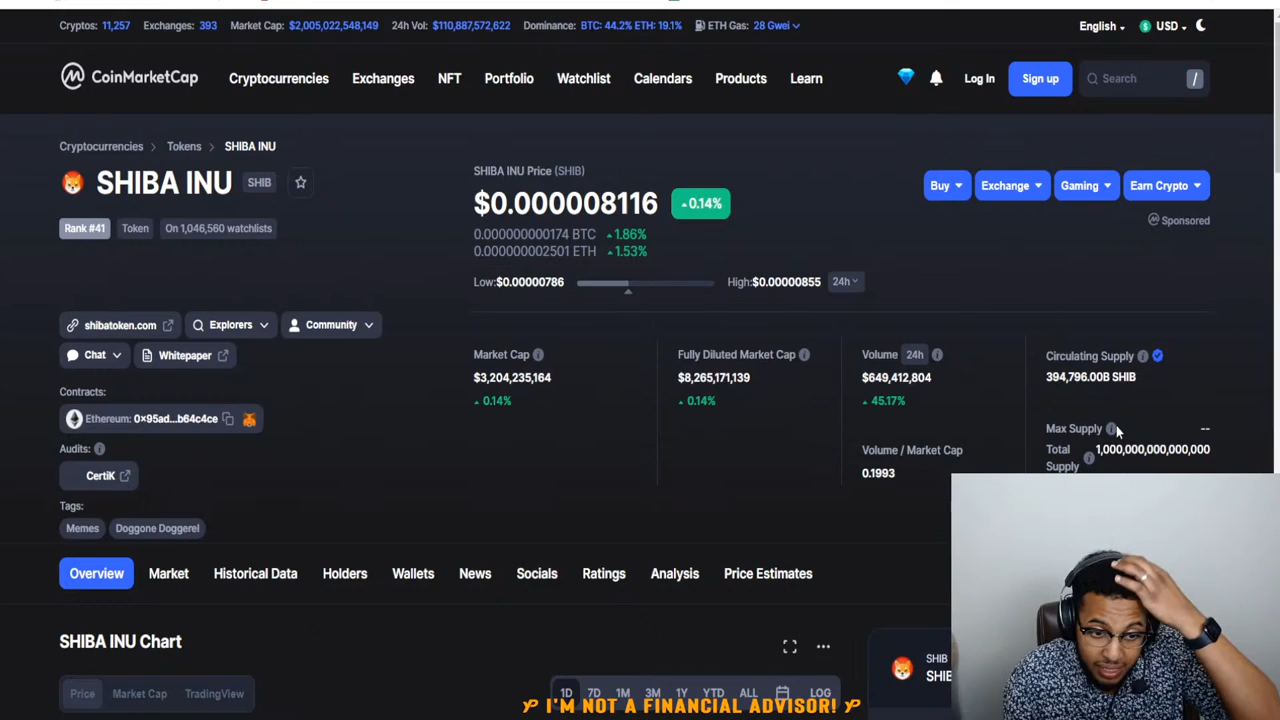 Cryptos: 11,257 Exchanges: 393 Market Cap: $2,005,022,548,149 24h Vol: $110,887,572,622 Dominance: BTC: 44.2% ETH: 19.1% ETH Gas: 28 Gwei English USD
CoinMarketCap Cryptocurrencies Exchanges NFT Portfolio Watchlist Calendars Products Learn Log In Sign up Search /
Cryptocurrencies > Tokens > SHIBA INU
SHIBA INU SHIB
Rank #41 Token On 1,046,560 watchlists
shibatoken.com Explorers Community
Chat Whitepaper
Contracts:
Ethereum: 0x95ad...b64c4ce
Audits:
CertiK
Tags:
Memes Doggone Doggerel
SHIBA INU Price (SHIB)
$0.000008116 0.14%
0.000000000174 BTC 1.86%
0.000000002501 ETH 1.53%
Low:$0.00000786 High:$0.00000855 24h
Buy Exchange Gaming Earn Crypto
Sponsored
Market Cap
$3,204,235,164
0.14%
Fully Diluted Market Cap
$8,265,171,139
0.14%
Volume 24h
$649,412,804
45.17%
Volume / Market Cap
0.1993
Circulating Supply
394,796.00B SHIB
Max Supply --
Total 1,000,000,000,000,000
Supply
Overview Market Historical Data Holders Wallets News Socials Ratings Analysis Price Estimates
SHIBA INU Chart
Price Market Cap TradingView
1D 7D 1M 3M 1Y YTD ALL LOG
SHIB
SHIB
I'M NOT A FINANCIAL ADVISOR!